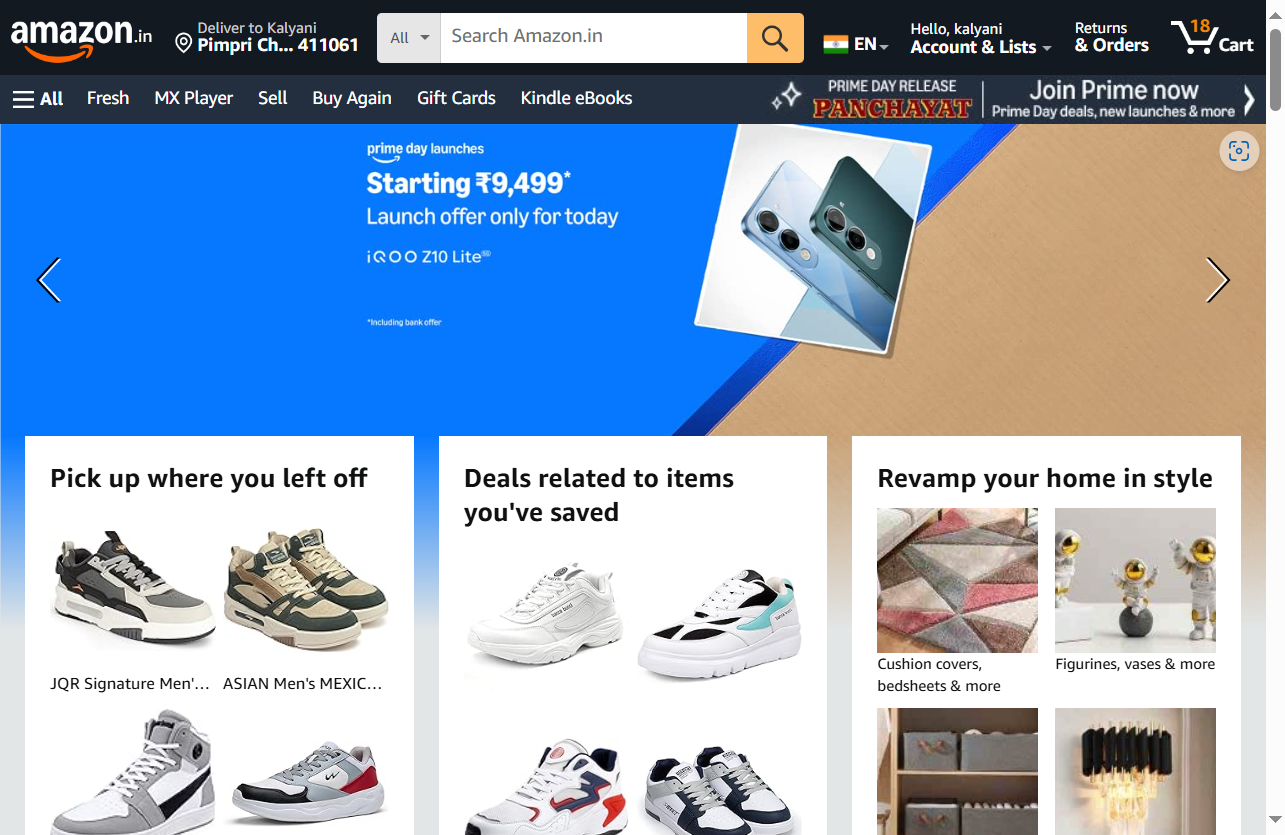 amazon.in
Deliver to Kalyani
Pimpri Ch... 411061
All
Search Amazon.in
EN
Hello, kalyani
Account & Lists
Returns
& Orders
18
Cart
All
Fresh
MX Player
Sell
Buy Again
Gift Cards
Kindle eBooks
PRIME DAY RELEASE
PANCHAYAT
Join Prime now
Prime Day deals, new launches & more
prime day launches
Starting ₹9,499*
Launch offer only for today
iQOO Z10 Lite 5G
*Including bank offer
Pick up where you left off
JQR Signature Men'...
ASIAN Men's MEXIC...
Deals related to items
you've saved
Revamp your home in style
Cushion covers,
bedsheets & more
Figurines, vases & more